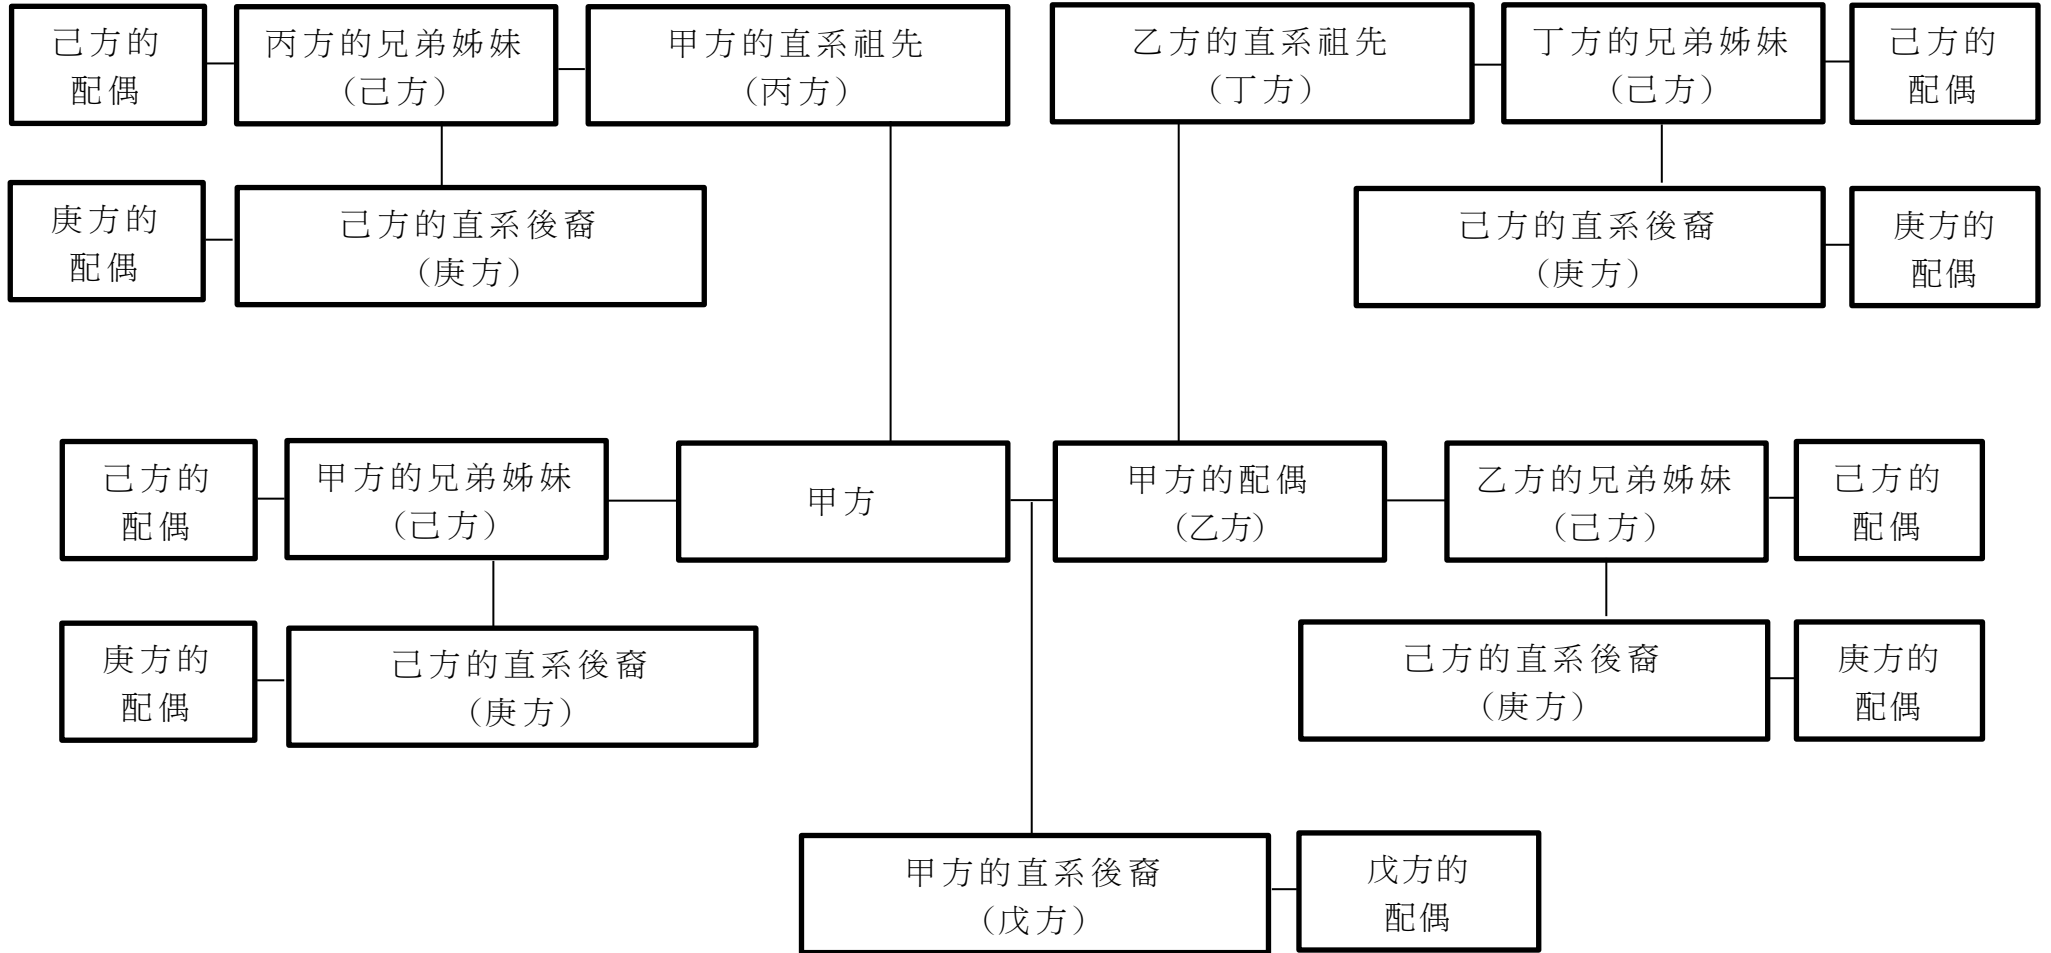 己方的
配偶
丙方的兄弟姊妹
(己方)
甲方的直系祖先
(丙方)
乙方的直系祖先
(丁方)
丁方的兄弟姊妹
(己方)
己方的
配偶
庚方的
配偶
己方的直系後裔
(庚方)
己方的直系後裔
(庚方)
庚方的
配偶
己方的
配偶
甲方的兄弟姊妹
(己方)
甲方
甲方的配偶
(乙方)
乙方的兄弟姊妹
(己方)
己方的
配偶
庚方的
配偶
己方的直系後裔
(庚方)
己方的直系後裔
(庚方)
庚方的
配偶
甲方的直系後裔
(戊方)
戊方的
配偶